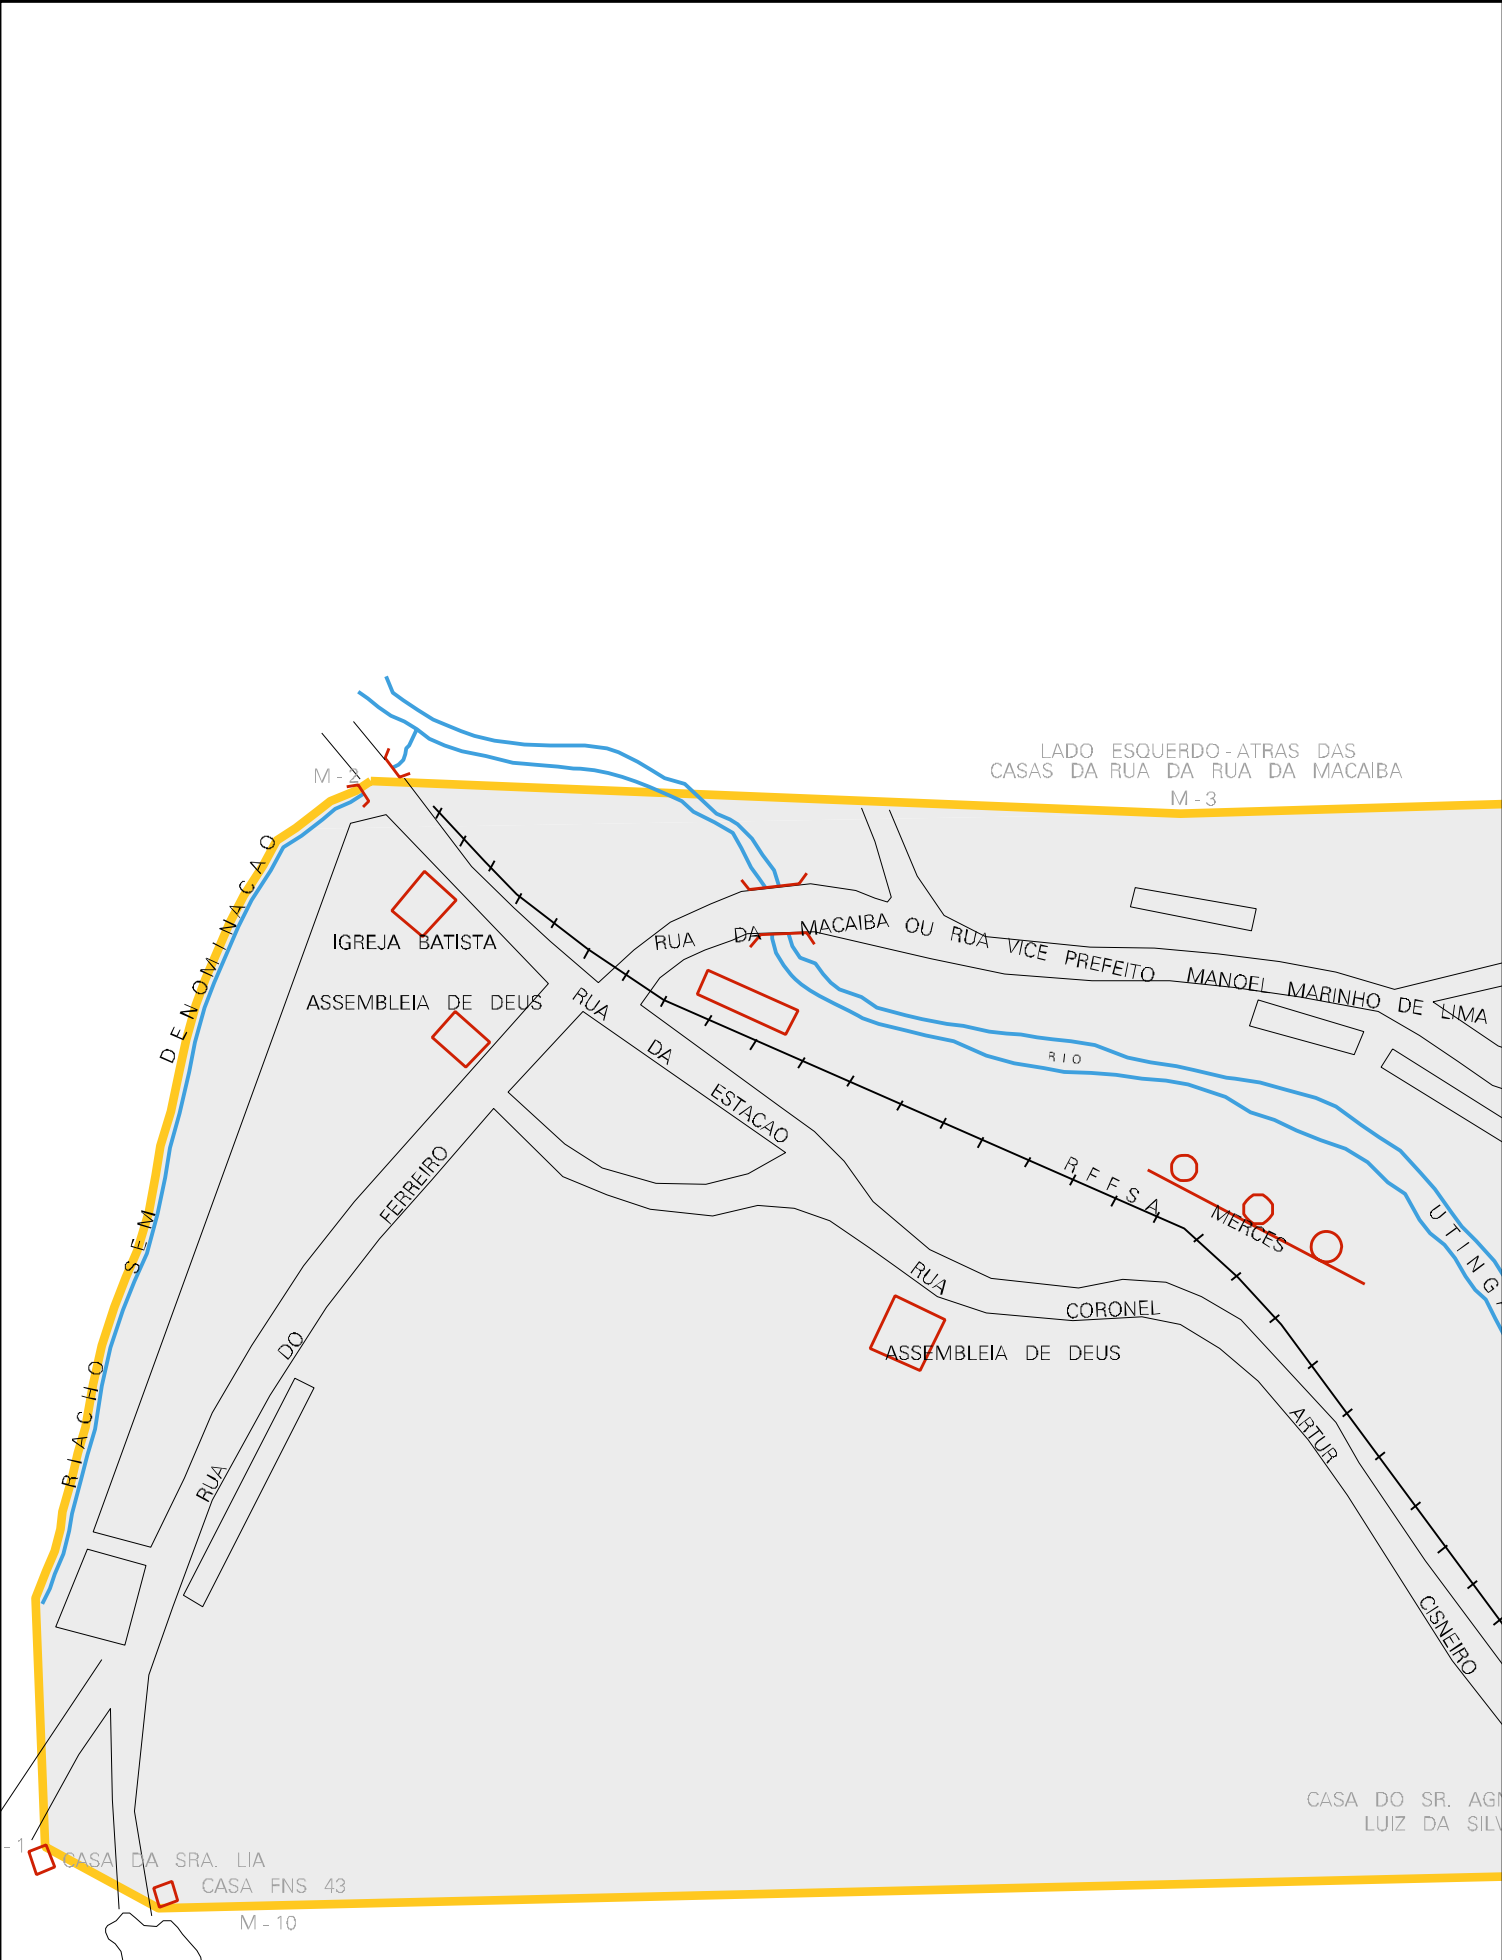 LADO ESQUERDO - ATRAS DAS
CASAS DA RUA DA RUA DA MACAIBA
M - 3
M - 2
RIACHO SEM DENOMINACAO
IGREJA BATISTA
ASSEMBLEIA DE DEUS
RUA DA MACAIBA OU RUA VICE PREFEITO MANOEL MARINHO DE LIMA
RUA DA ESTACAO
RIO
UTINGA
RFFSA
MERCES
RUA DO FERREIRO
RUA CORONEL ARTUR CISNEIRO
ASSEMBLEIA DE DEUS
CASA DO SR.
LUIZ DA
- 1
CASA DA SRA. LIA
CASA FNS 43
M - 10